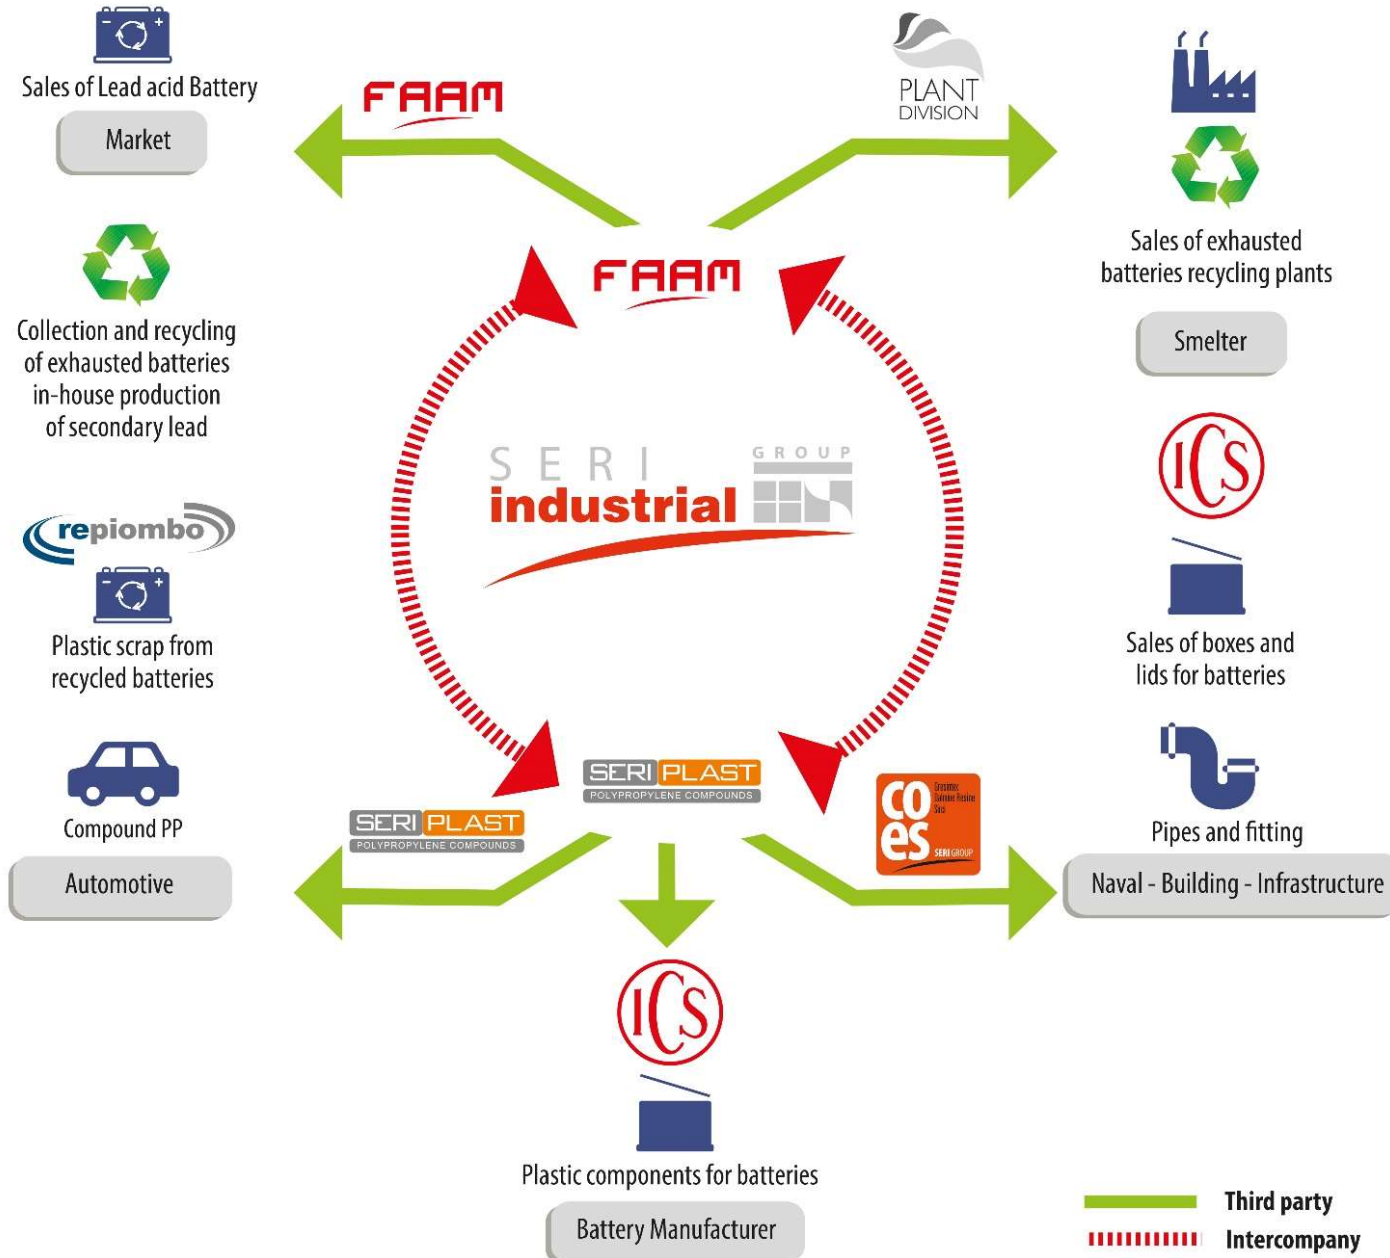 - +
Sales of Lead acid Battery
Market
FAAM
PLANT
DIVISION
Sales of exhausted
batteries recycling plants
Smelter
Collection and recycling
of exhausted batteries
in-house production
of secondary lead
FAAM
SERI
industrial
GROUP
ICS
Sales of boxes and
lids for batteries
repiombo
- +
Plastic scrap from
recycled batteries
Compound PP
Automotive
SERI PLAST
POLYPROPYLENE COMPOUNDS
SERI PLAST
POLYPROPYLENE COMPOUNDS
co
es
SERI GROUP
Pipes and fitting
Naval - Building - Infrastructure
ICS
Plastic components for batteries
Battery Manufacturer
Third party
Intercompany